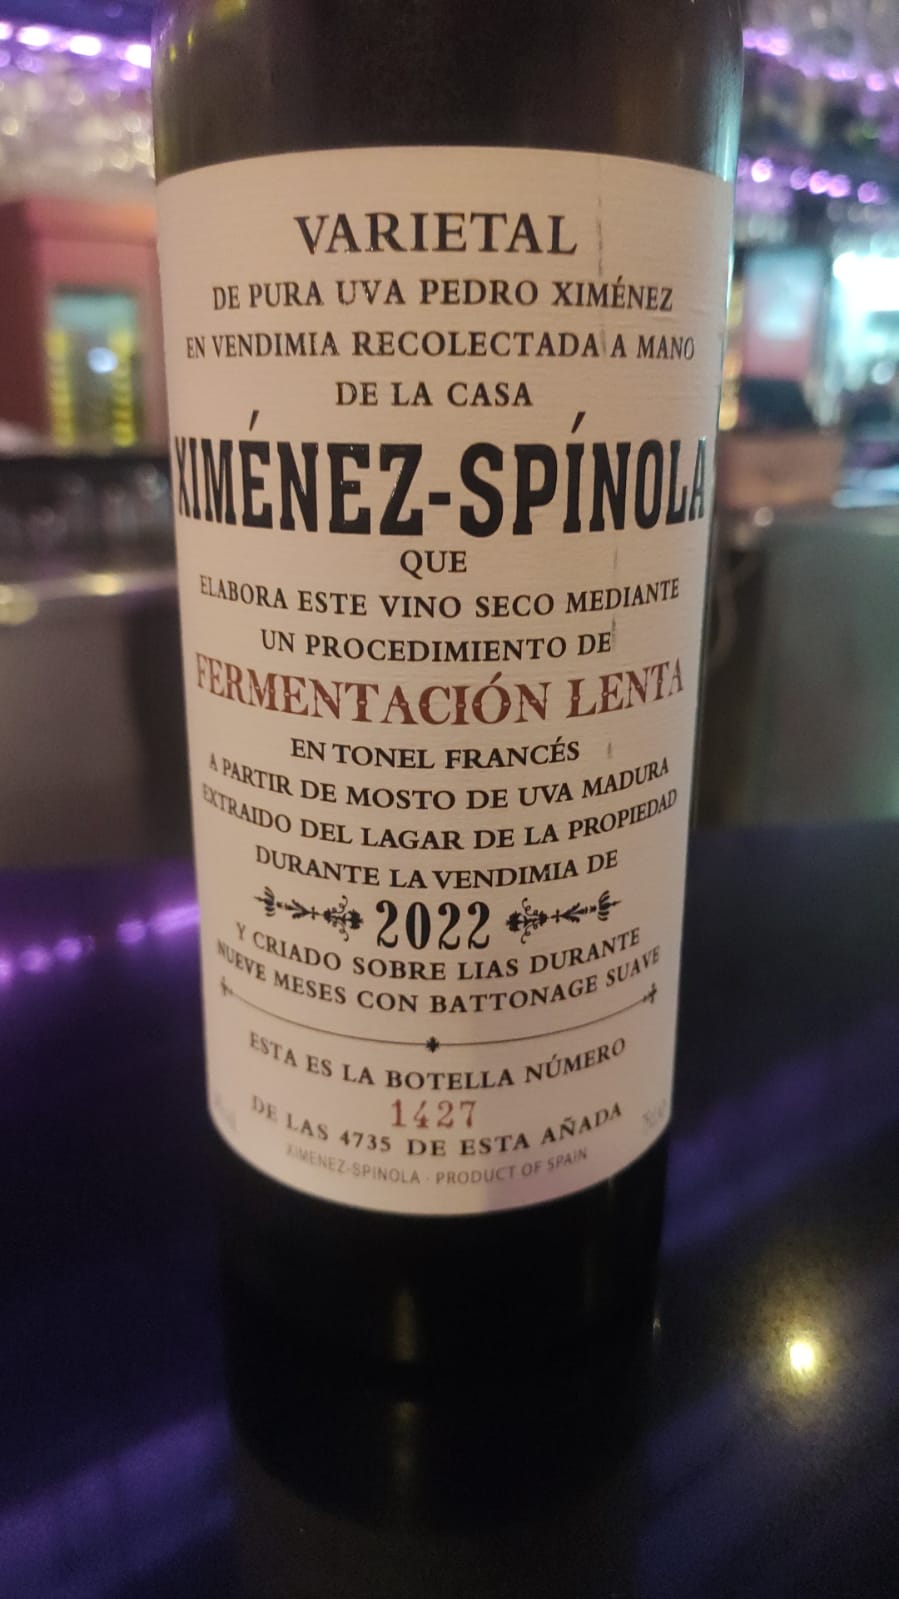 VARIETAL
DE PURA UVA PEDRO XIMÉNEZ
EN VENDIMIA RECOLECTADA A MANO
DE LA CASA
XIMÉNEZ-SPÍNOLA
QUE
ELABORA ESTE VINO SECO MEDIANTE
UN PROCEDIMIENTO DE
FERMENTACIÓN LENTA
EN TONEL FRANCÉS
A PARTIR DE MOSTO DE UVA MADURA
EXTRAIDO DEL LAGAR DE LA PROPIEDAD
DURANTE LA VENDIMIA DE
2022
Y CRIADO SOBRE LIAS DURANTE
NUEVE MESES CON BATTONAGE SUAVE
ESTA ES LA BOTELLA NÚMERO
1427
DE LAS 4735 DE ESTA AÑADA
XIMENEZ-SPINOLA · PRODUCT OF SPAIN